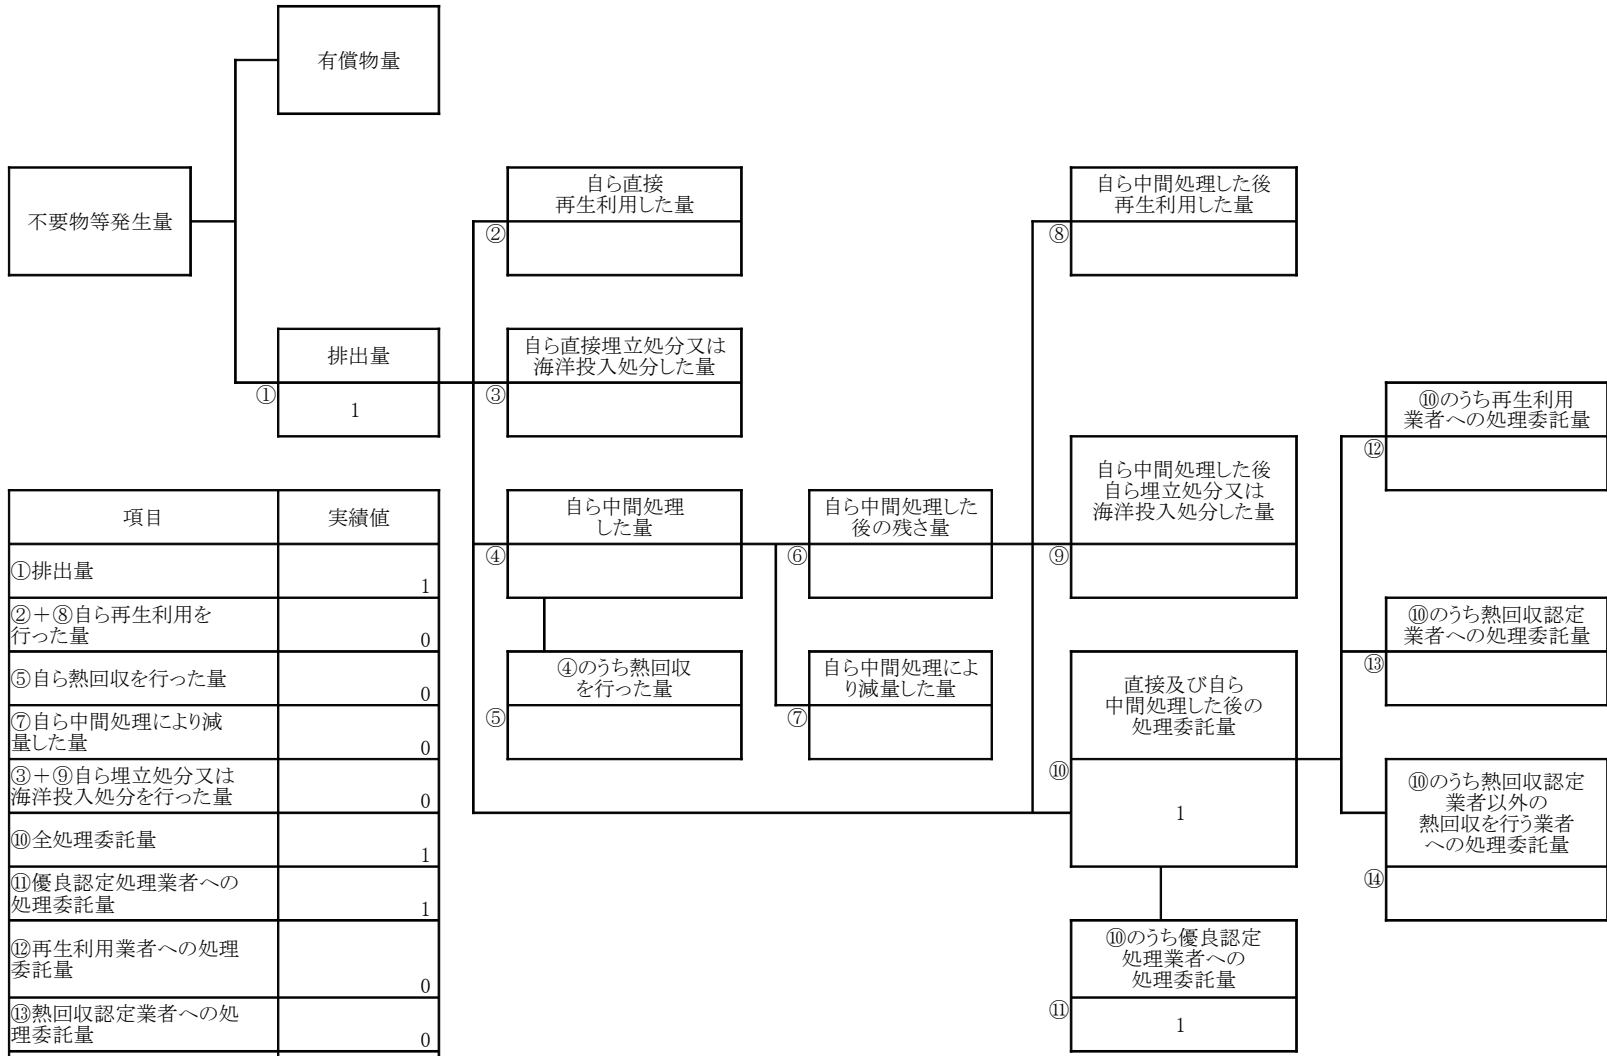 有償物量
不要物等発生量
排出量
①
1
自ら直接
再生利用した量
②
自ら直接埋立処分又は
海洋投入処分した量
③
自ら中間処理
した量
④
④のうち熱回収
を行った量
⑤
自ら中間処理した
後の残さ量
⑥
自ら中間処理によ
り減量した量
⑦
自ら中間処理した後
再生利用した量
⑧
自ら中間処理した後
自ら埋立処分又は
海洋投入処分した量
⑨
直接及び自ら
中間処理した後の
処理委託量
⑩
1
⑩のうち優良認定
処理業者への
処理委託量
⑪
1
⑩のうち再生利用
業者への処理委託量
⑫
⑩のうち熱回収認定
業者への処理委託量
⑬
⑩のうち熱回収認定
業者以外の
熱回収を行う業者
への処理委託量
⑭
項目 実績値
①排出量 1
②+⑧自ら再生利用を
行った量 0
⑤自ら熱回収を行った量 0
⑦自ら中間処理により減
量した量 0
③+⑨自ら埋立処分又は
海洋投入処分を行った量 0
⑩全処理委託量 1
⑪優良認定処理業者への
処理委託量 1
⑫再生利用業者への処理
委託量 0
⑬熱回収認定業者への処
理委託量 0